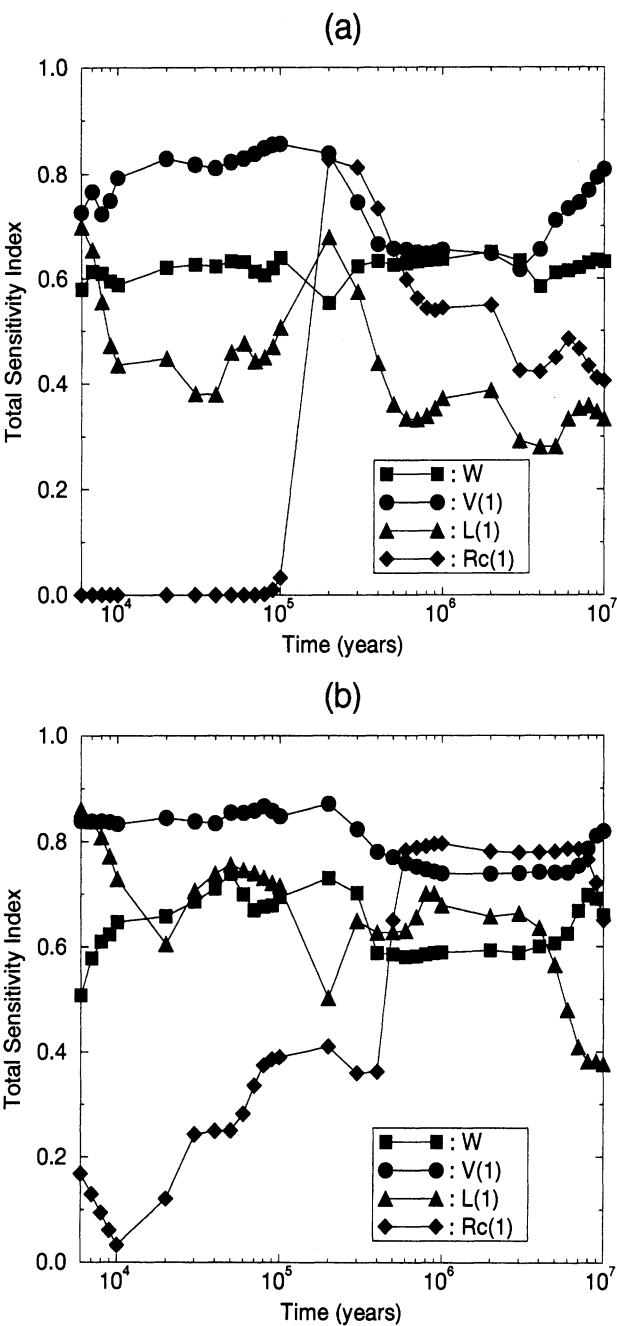 (a)
1.0
0.8
0.6
0.4
0.2
0.0
Total Sensitivity Index
: W
: V(1)
: L(1)
: Rc(1)
10^4
10^5
10^6
10^7
Time (years)
(b)
1.0
0.8
0.6
0.4
0.2
0.0
Total Sensitivity Index
: W
: V(1)
: L(1)
: Rc(1)
10^4
10^5
10^6
10^7
Time (years)